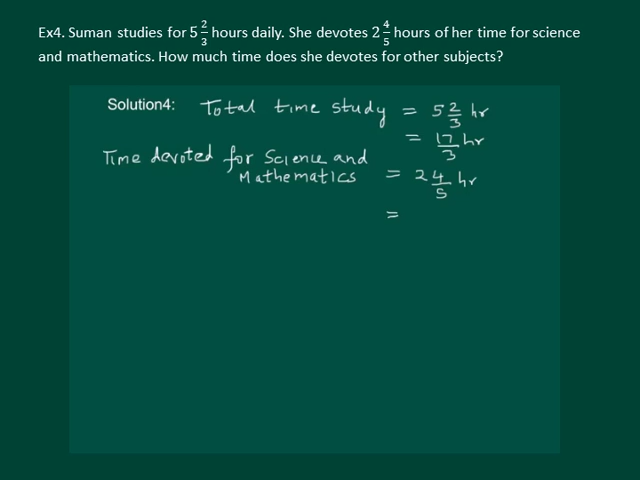 Ex4. Suman studies for 5 2/3 hours daily. She devotes 2 4/5 hours of her time for science
and mathematics. How much time does she devotes for other subjects?
Solution4: Total time study = 5 2/3 hr
= 17/3 hr
Time devoted for Science and
Mathematics = 2 4/5 hr
=